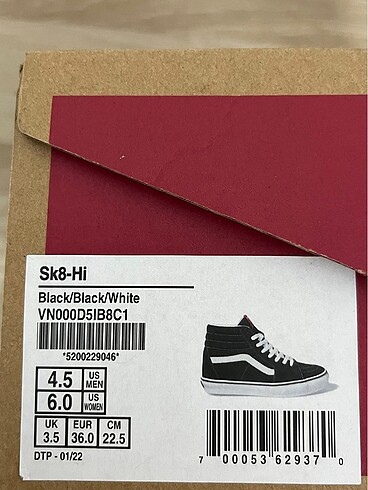 Sk8-Hi
Black/Black/White
VN000D5IB8C1
*5200229046*
4.5 US MEN
6.0 US WOMEN
UK EUR CM
3.5 36.0 22.5
DTP - 01/22
7 00053 62937 0